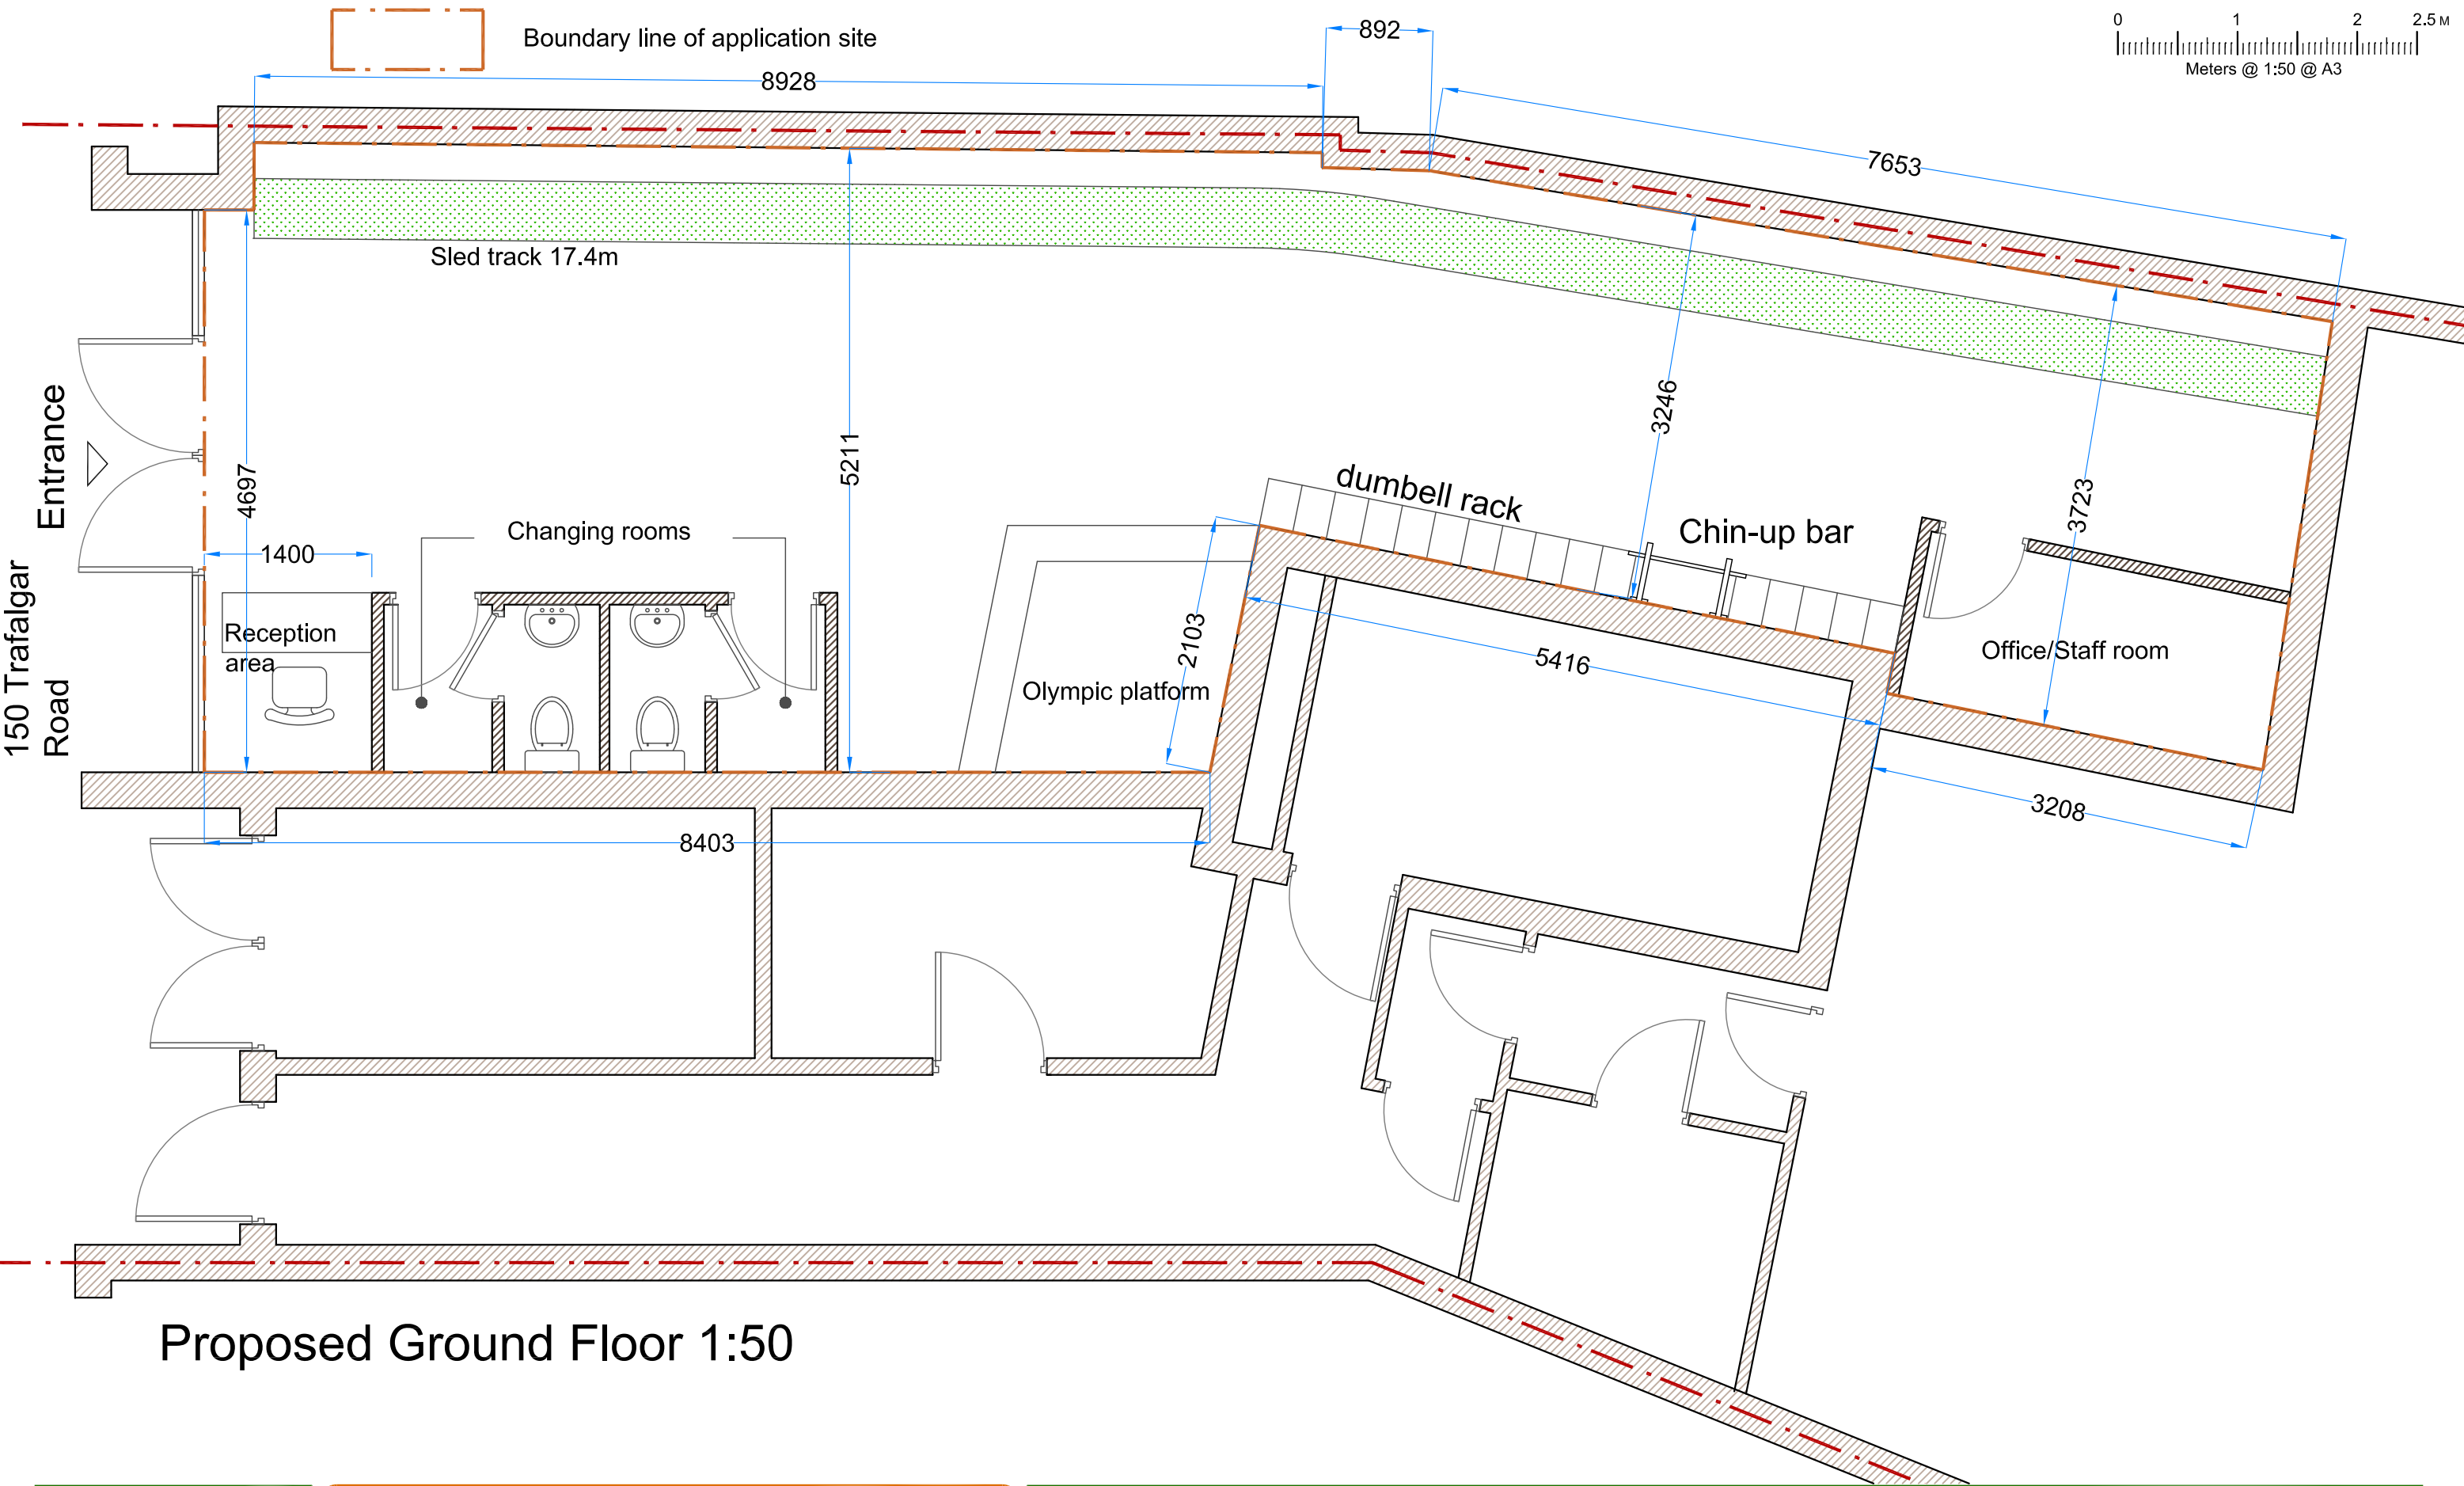 Boundary line of application site
892
0 1 2 2.5 M
Meters @ 1:50 @ A3
8928
7653
Sled track 17.4m
Entrance
4697
5211
3246
3723
dumbell rack
Chin-up bar
Changing rooms
1400
150 Trafalgar
Road
Reception
area
2103
5416
Office/Staff room
Olympic platform
3208
8403
Proposed Ground Floor 1:50